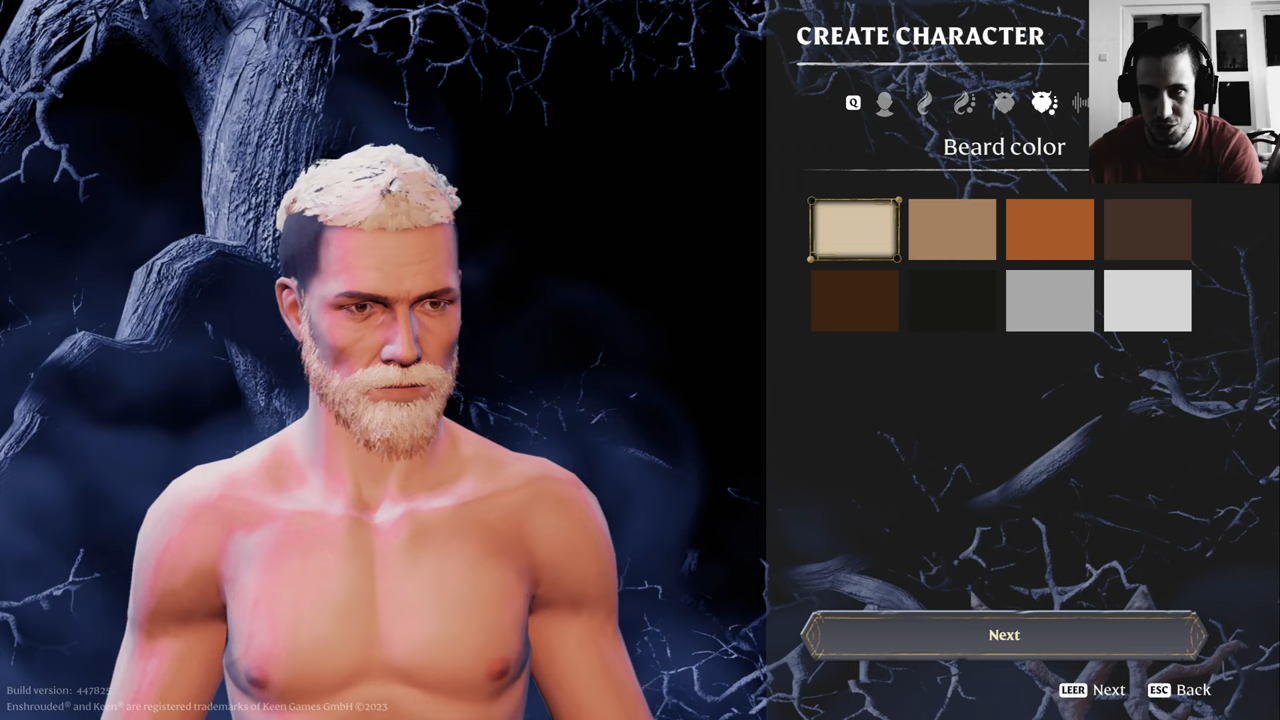 CREATE CHARACTER
Q
Beard color
Next
LEER Next ESC Back
Build version: 447825
Enshrouded® and Keen® are registered trademarks of Keen Games GmbH ©2023